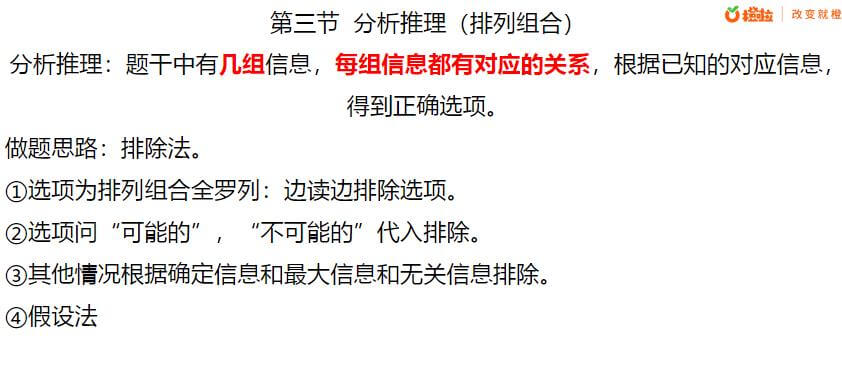 第三节 分析推理（排列组合）
橙啦 | 改变就橙
分析推理：题干中有几组信息，每组信息都有对应的关系，根据已知的对应信息，
得到正确选项。
做题思路：排除法。
①选项为排列组合全罗列：边读边排除选项。
②选项问“可能的”，“不可能的”代入排除。
③其他情况根据确定信息和最大信息和无关信息排除。
④假设法